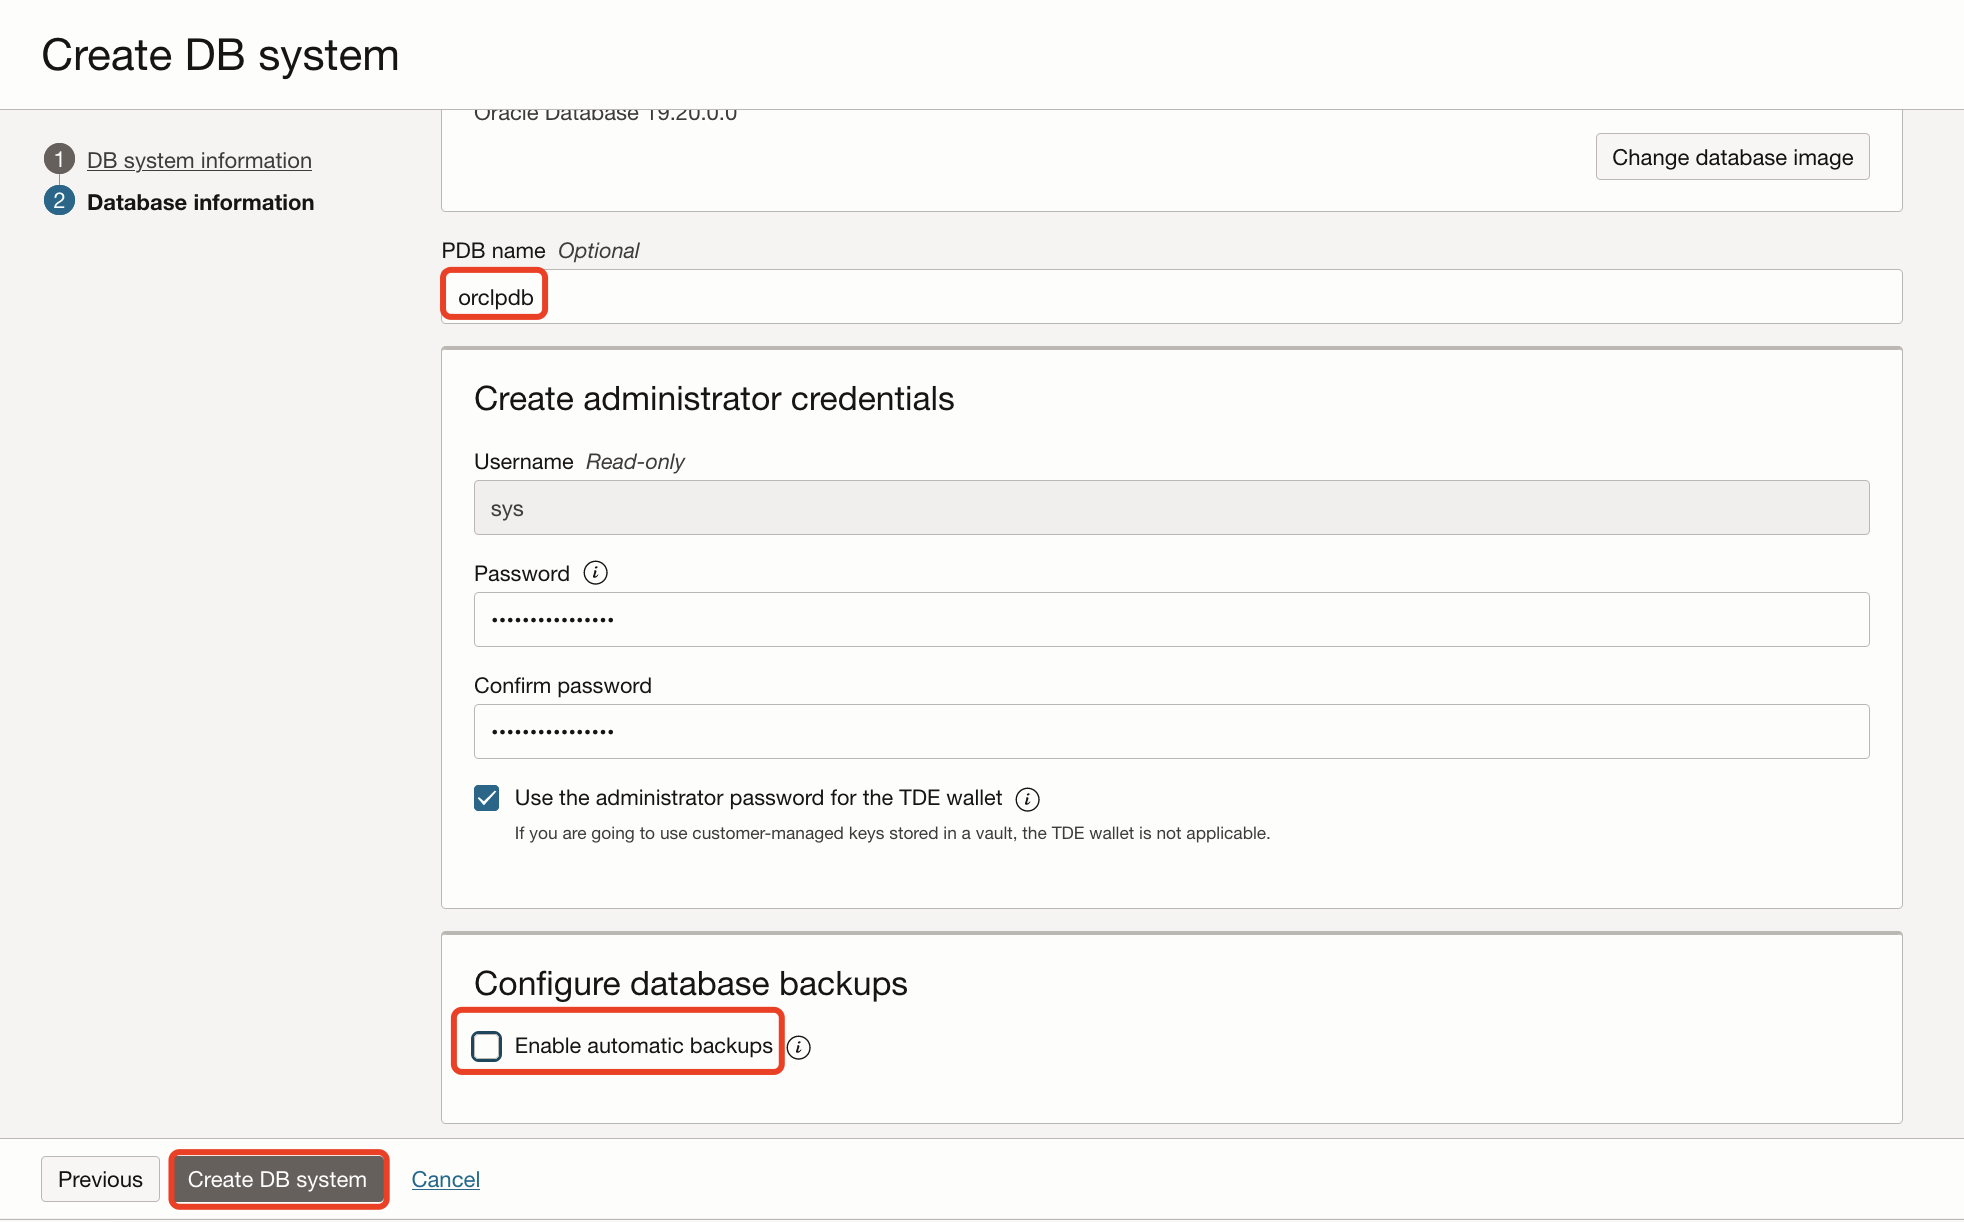 Create DB system
Oracle Database 19.20.0.0
Change database image
1 DB system information
2 Database information
PDB name Optional
orclpdb
Create administrator credentials
Username Read-only
sys
Password i
••••••••••••••••
Confirm password
••••••••••••••••
Use the administrator password for the TDE wallet i
If you are going to use customer-managed keys stored in a vault, the TDE wallet is not applicable.
Configure database backups
Enable automatic backups i
Previous Create DB system Cancel